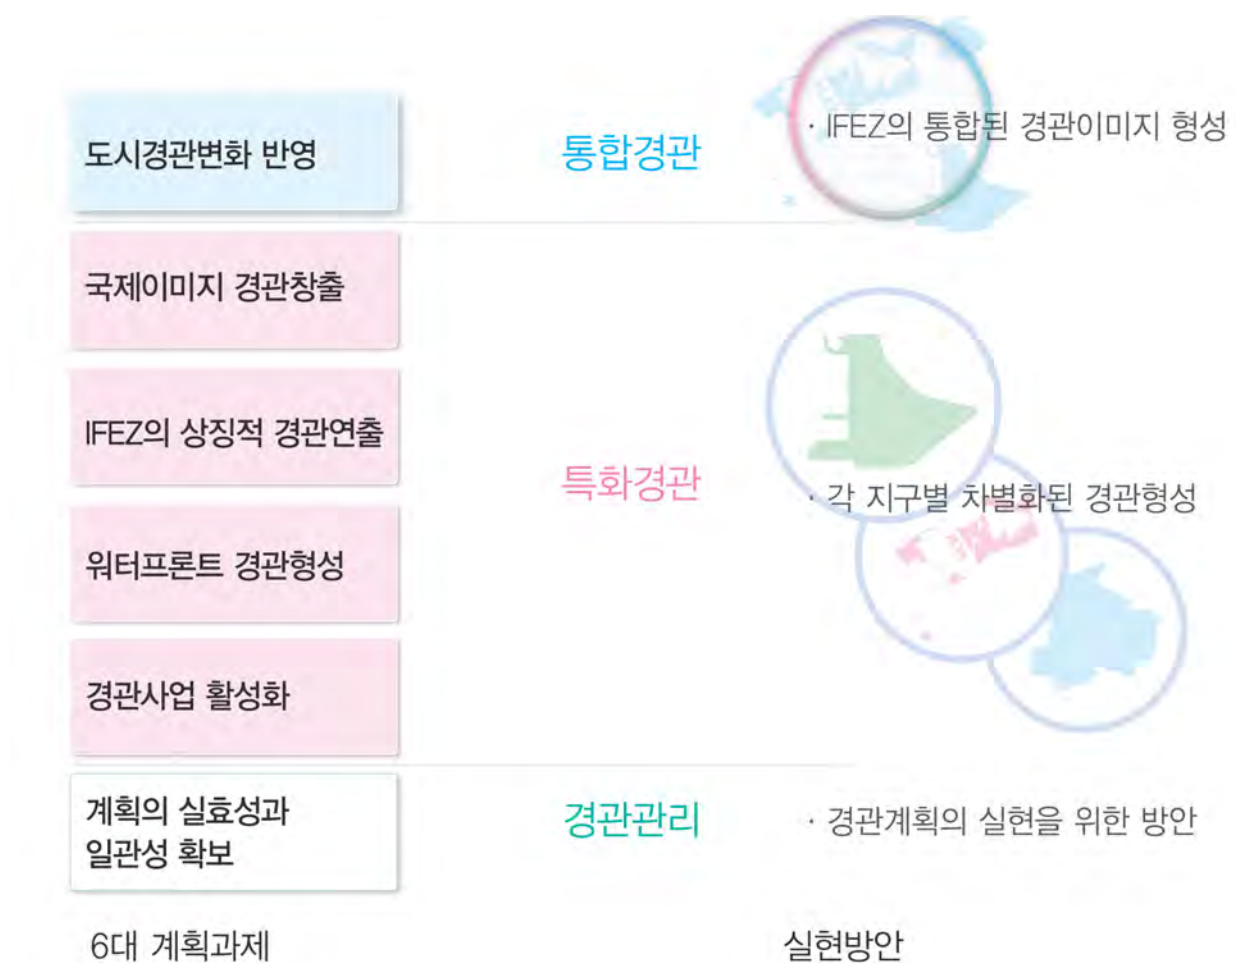 도시경관변화 반영
통합경관
· IFEZ의 통합된 경관이미지 형성
국제이미지 경관창출
IFEZ의 상징적 경관연출
워터프론트 경관형성
경관사업 활성화
특화경관
· 각 지구별 차별화된 경관형성
계획의 실효성과
일관성 확보
경관관리
· 경관계획의 실현을 위한 방안
6대 계획과제
실현방안